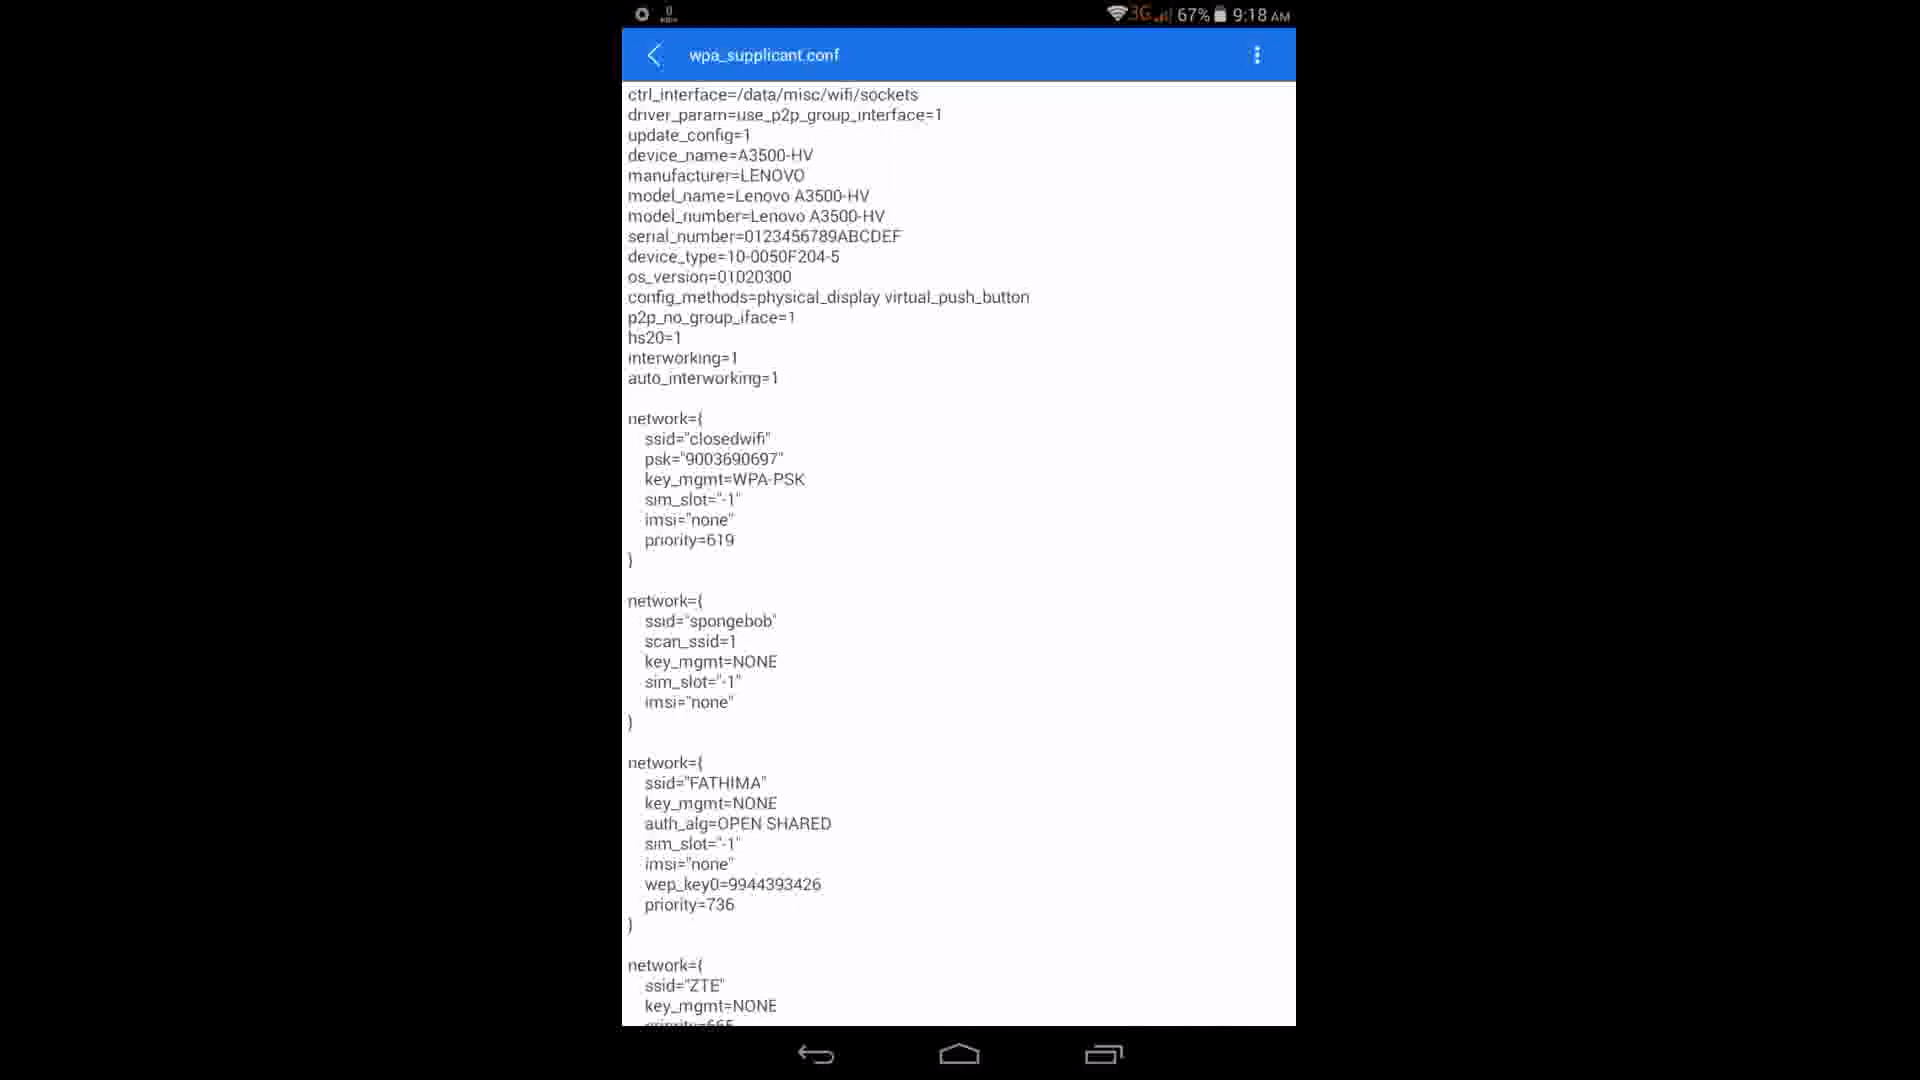 0
3G 67% 9:18 AM
wpa_supplicant.conf
ctrl_interface=/data/misc/wifi/sockets
driver_param=use_p2p_group_interface=1
update_config=1
device_name=A3500-HV
manufacturer=LENOVO
model_name=Lenovo A3500-HV
model_number=Lenovo A3500-HV
serial_number=0123456789ABCDEF
device_type=10-0050F204-5
os_version=01020300
config_methods=physical_display virtual_push_button
p2p_no_group_iface=1
hs20=1
interworking=1
auto_interworking=1
network={
ssid="closedwifi"
psk="9003690697"
key_mgmt=WPA-PSK
sim_slot="-1"
imsi="none"
priority=619
}
network={
ssid="spongebob"
scan_ssid=1
key_mgmt=NONE
sim_slot="-1"
imsi="none"
}
network={
ssid="FATHIMA"
key_mgmt=NONE
auth_alg=OPEN SHARED
sim_slot="-1"
imsi="none"
wep_key0=9944393426
priority=736
}
network={
ssid="ZTE"
key_mgmt=NONE